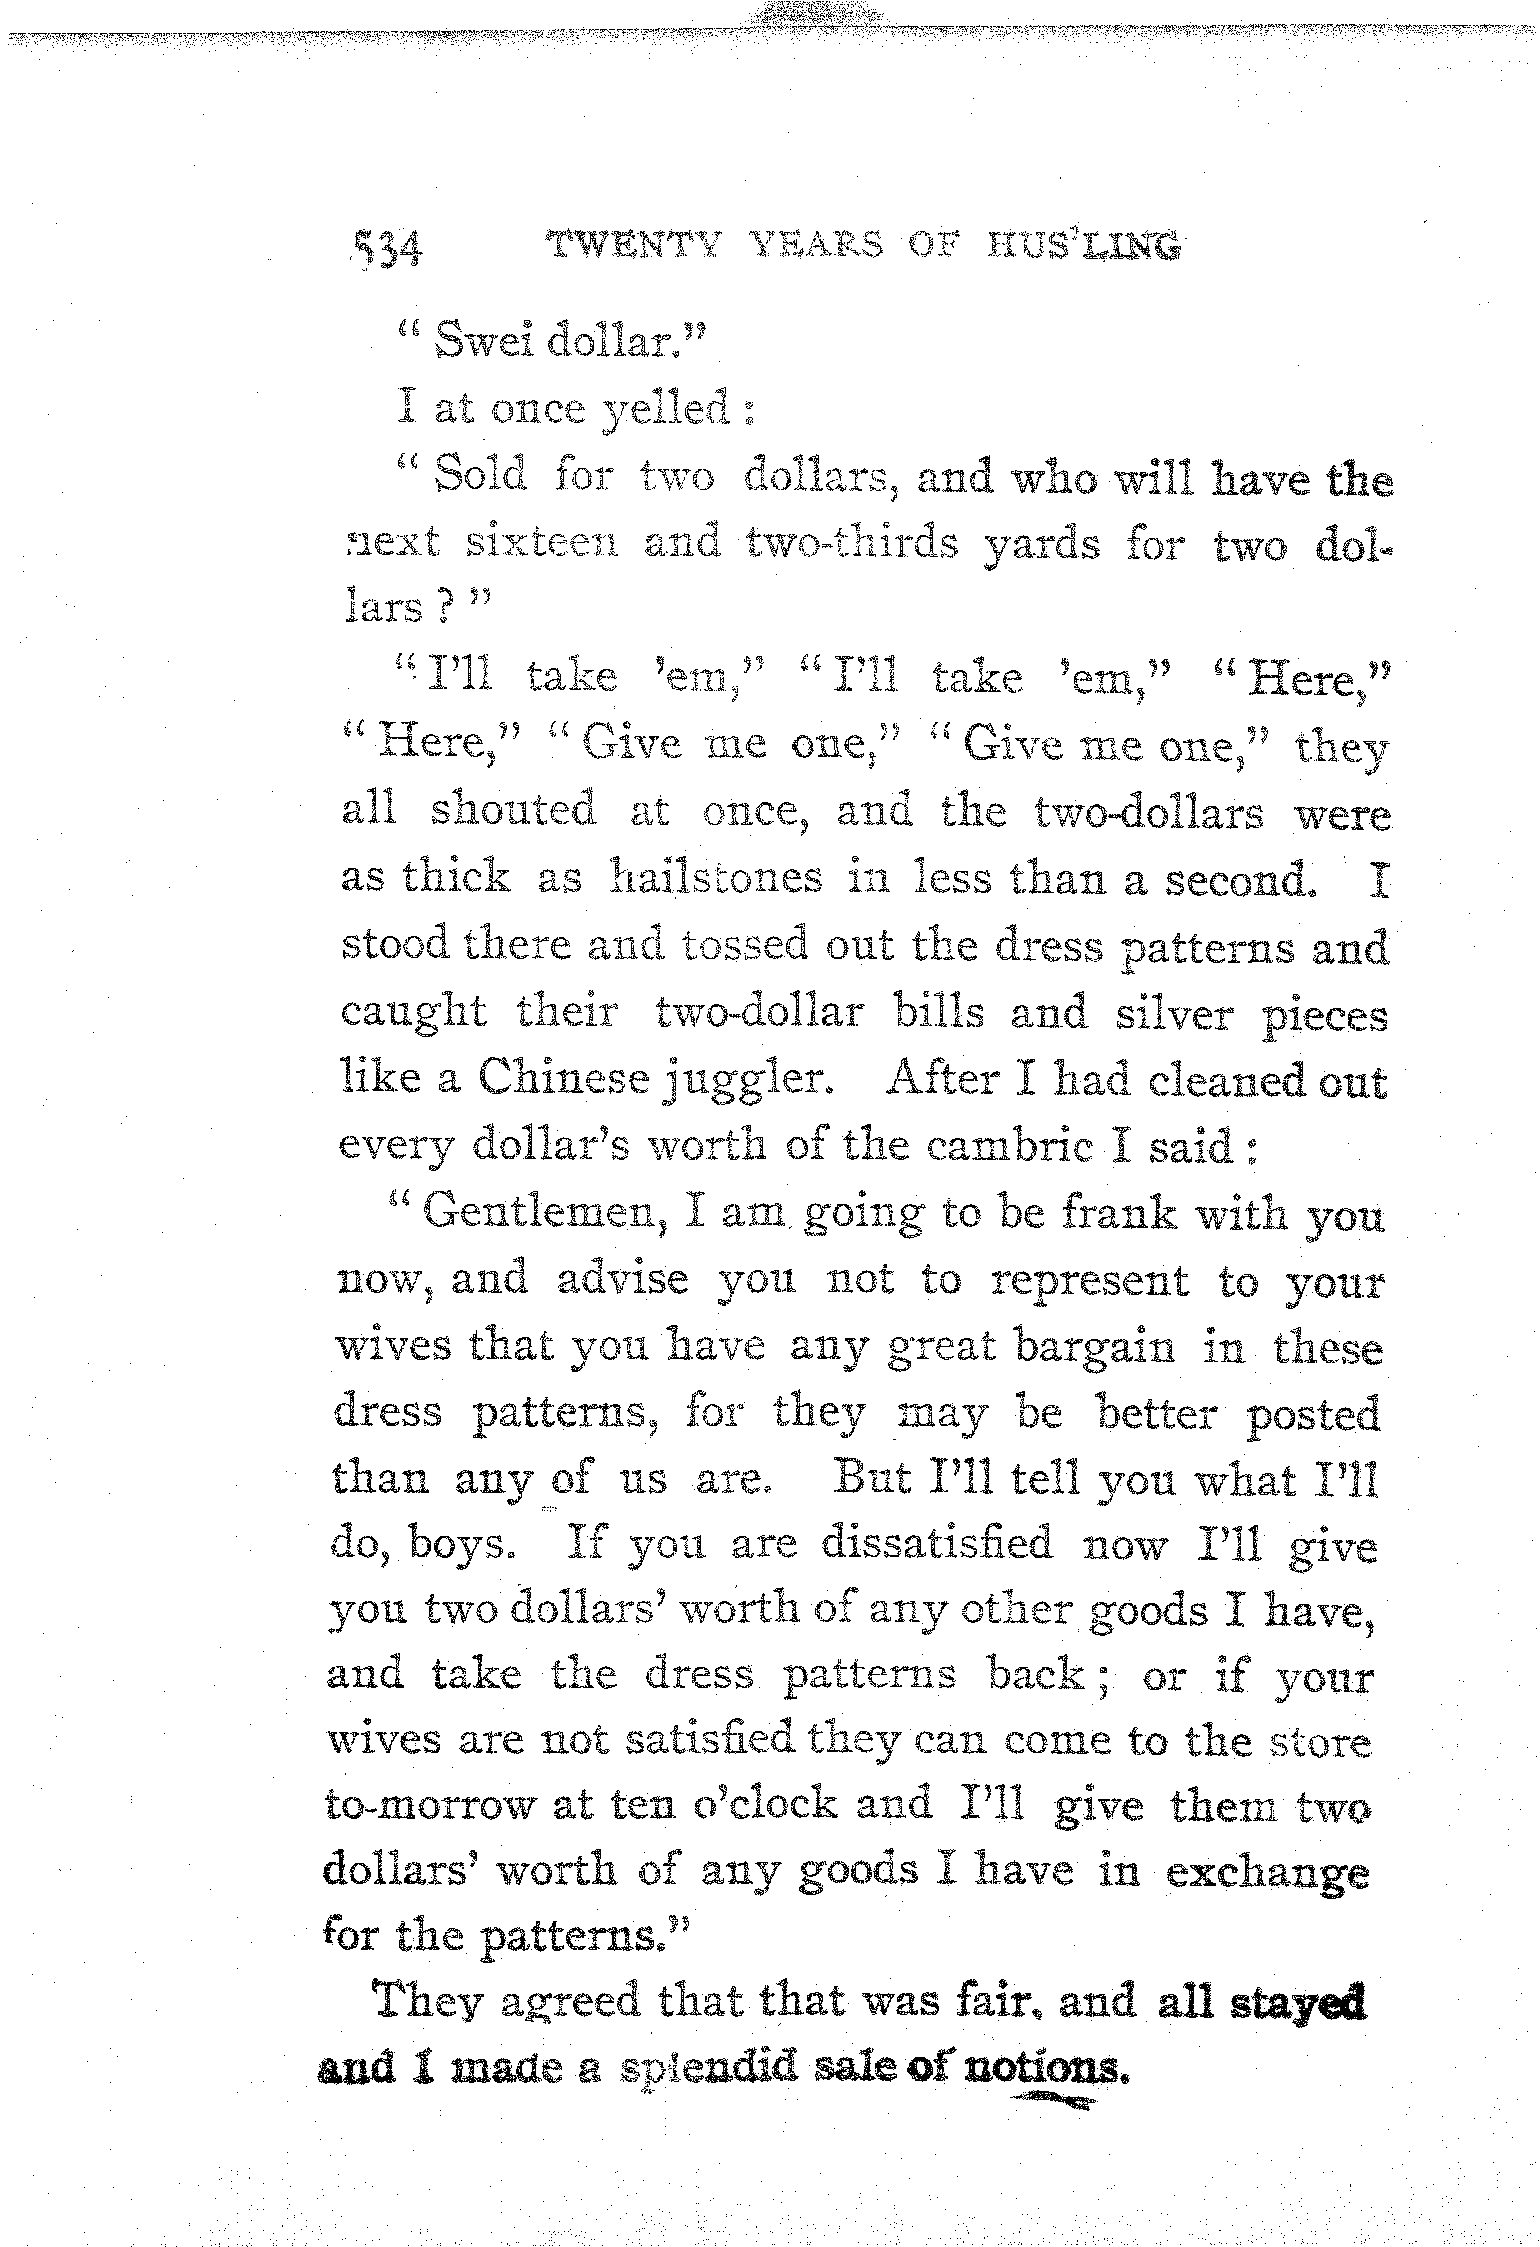 534 TWENTY YEARS OF HUS'LING
" Swei dollar."
I at once yelled :
" Sold for two dollars, and who will have the
next sixteen and two-thirds yards for two dol-
lars ? "
" I'll take 'em," " I'll take 'em," " Here,"
" Here," " Give me one," " Give me one," they
all shouted at once, and the two-dollars were
as thick as hailstones in less than a second. I
stood there and tossed out the dress patterns and
caught their two-dollar bills and silver pieces
like a Chinese juggler. After I had cleaned out
every dollar's worth of the cambric I said :
" Gentlemen, I am going to be frank with you
now, and advise you not to represent to your
wives that you have any great bargain in these
dress patterns, for they may be better posted
than any of us are. But I'll tell you what I'll
do, boys. If you are dissatisfied now I'll give
you two dollars' worth of any other goods I have,
and take the dress patterns back ; or if your
wives are not satisfied they can come to the store
to-morrow at ten o'clock and I'll give them two
dollars' worth of any goods I have in exchange
for the patterns."
They agreed that that was fair, and all stayed
and I made a splendid sale of notions.